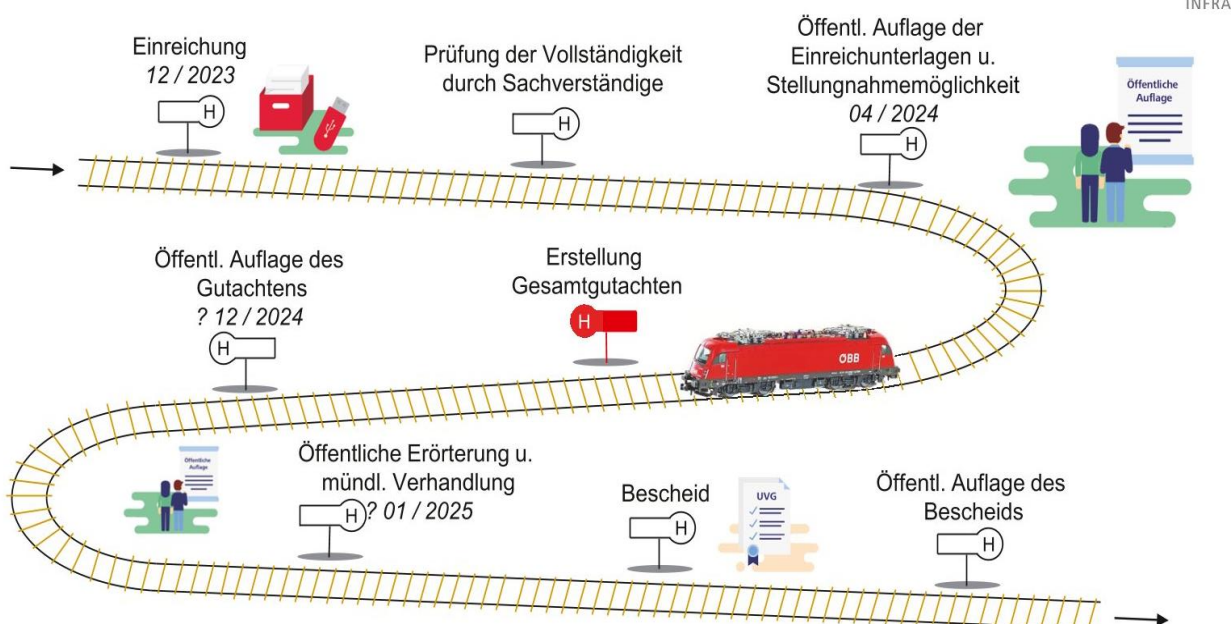 INFRA
Einreichung
12 / 2023
H
Prüfung der Vollständigkeit
durch Sachverständige
H
Öffentl. Auflage der
Einreichunterlagen u.
Stellungnahmemöglichkeit
04 / 2024
H
Öffentliche
Auflage
Erstellung
Gesamtgutachten
H
ÖBB
Öffentl. Auflage des
Gutachtens
? 12 / 2024
H
Öffentliche
Auflage
Öffentliche Erörterung u.
mündl. Verhandlung
? 01 / 2025
H
Bescheid
H
UVG
Öffentl. Auflage des
Bescheids
H